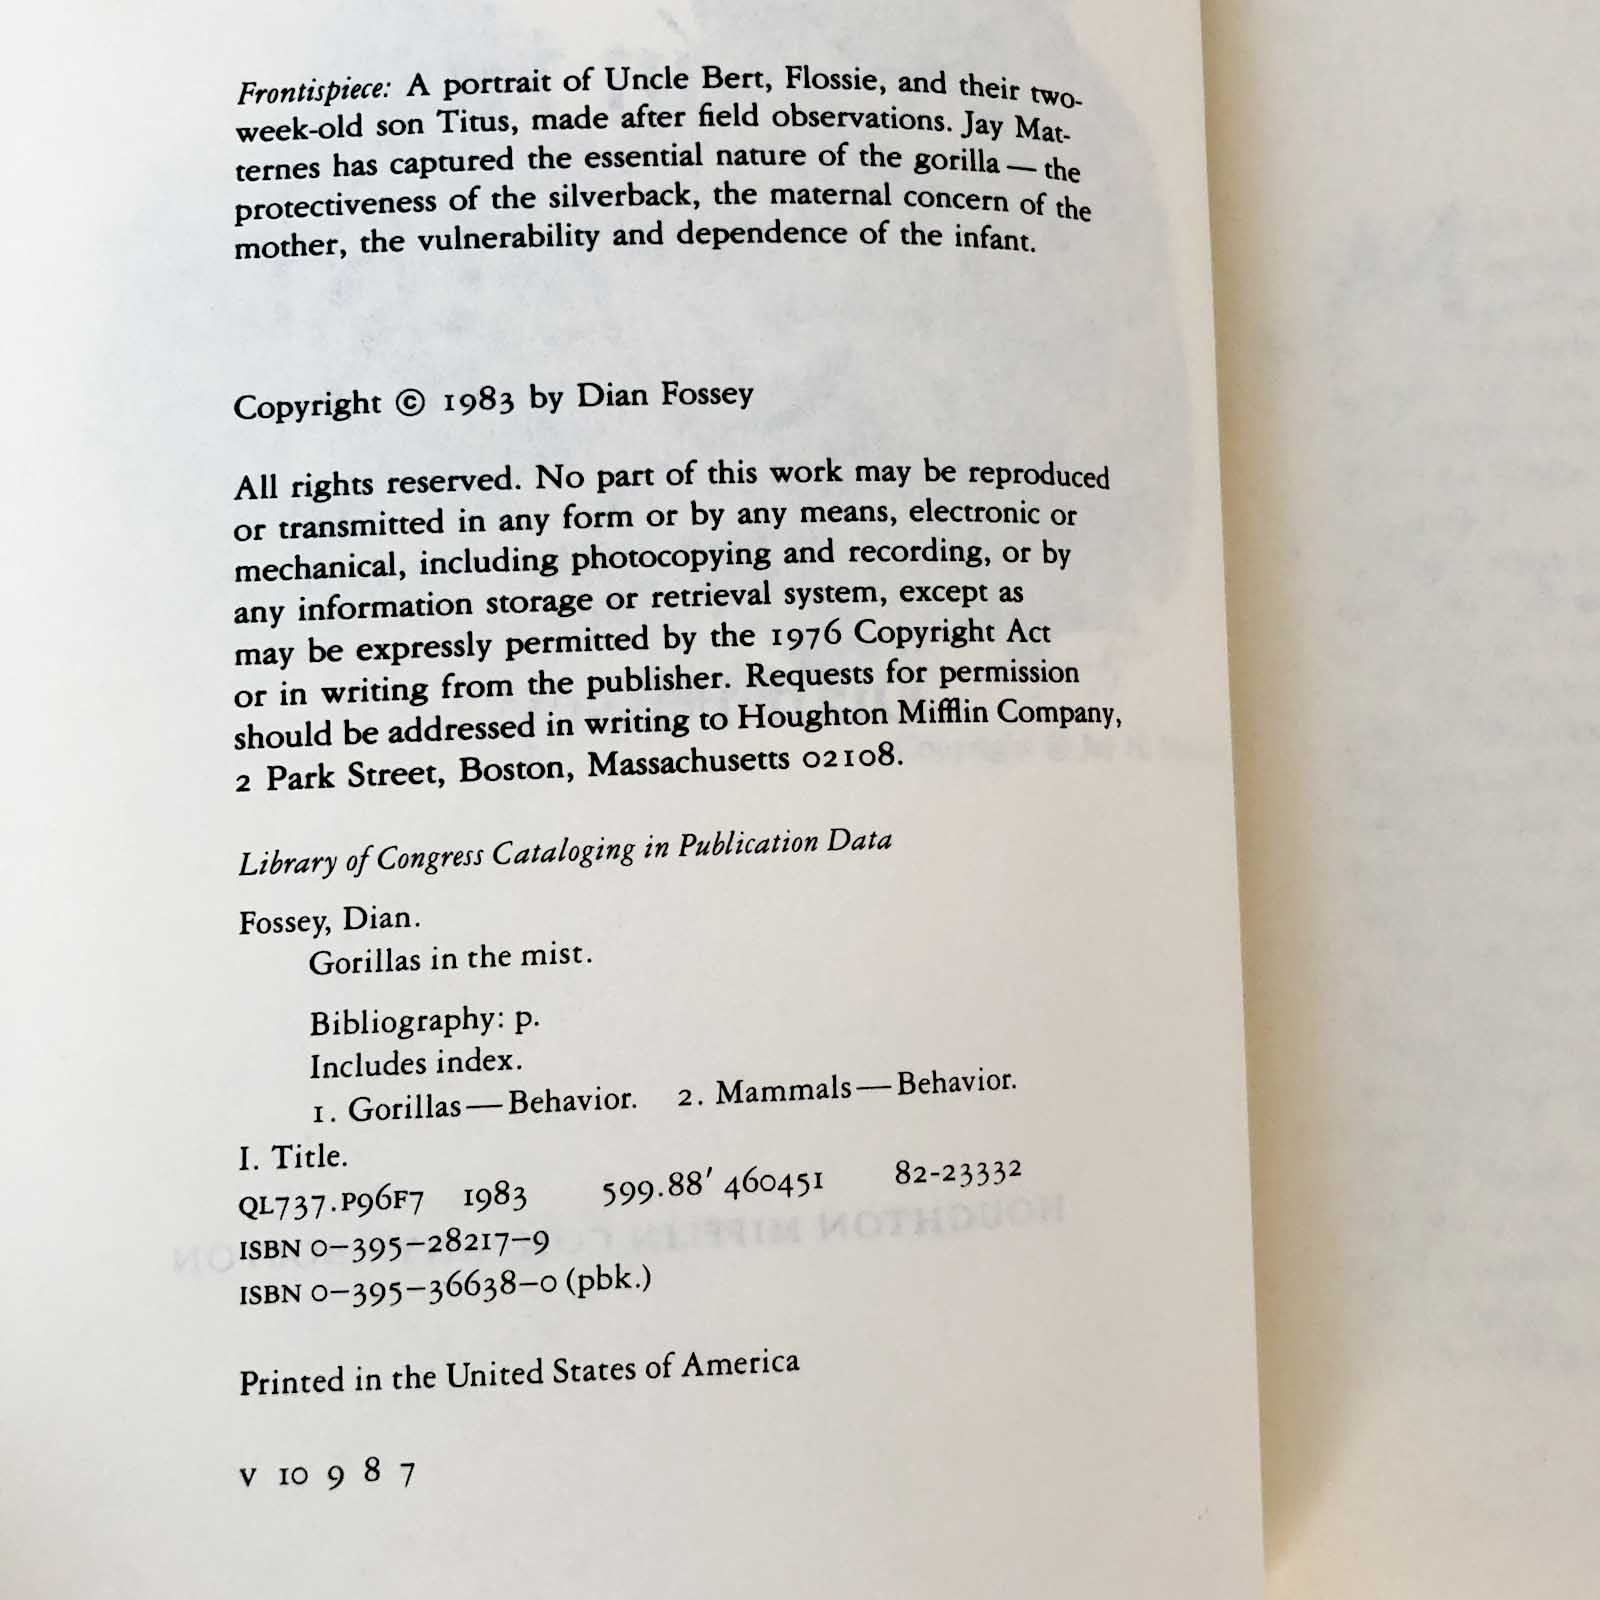 Frontispiece: A portrait of Uncle Bert, Flossie, and their two-
week-old son Titus, made after field observations. Jay Mat-
ternes has captured the essential nature of the gorilla — the
protectiveness of the silverback, the maternal concern of the
mother, the vulnerability and dependence of the infant.
Copyright © 1983 by Dian Fossey
All rights reserved. No part of this work may be reproduced
or transmitted in any form or by any means, electronic or
mechanical, including photocopying and recording, or by
any information storage or retrieval system, except as
may be expressly permitted by the 1976 Copyright Act
or in writing from the publisher. Requests for permission
should be addressed in writing to Houghton Mifflin Company,
2 Park Street, Boston, Massachusetts 02108.
Library of Congress Cataloging in Publication Data
Fossey, Dian.
Gorillas in the mist.
Bibliography: p.
Includes index.
1. Gorillas — Behavior. 2. Mammals — Behavior.
I. Title.
QL737.P96F7 1983 599.88′ 460451 82-23332
ISBN 0–395–28217–9
ISBN 0–395–36638–0 (pbk.)
Printed in the United States of America
V 10 9 8 7